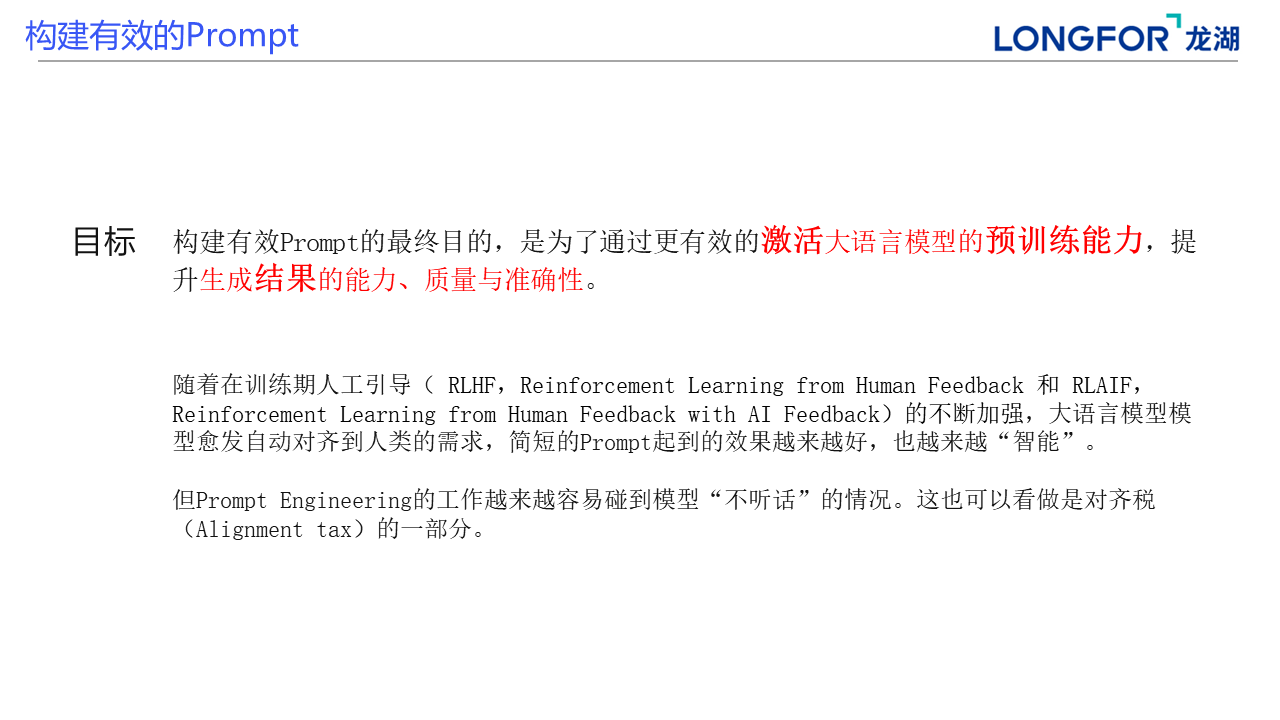 构建有效的Prompt
LONGFOR 龙湖
目标
构建有效Prompt的最终目的，是为了通过更有效的激活大语言模型的预训练能力，提
升生成结果的能力、质量与准确性。
随着在训练期人工引导（ RLHF，Reinforcement Learning from Human Feedback 和 RLAIF，
Reinforcement Learning from Human Feedback with AI Feedback）的不断加强，大语言模型模
型愈发自动对齐到人类的需求，简短的Prompt起到的效果越来越好，也越来越“智能”。
但Prompt Engineering的工作越来越容易碰到模型“不听话”的情况。这也可以看做是对齐税
（Alignment tax）的一部分。